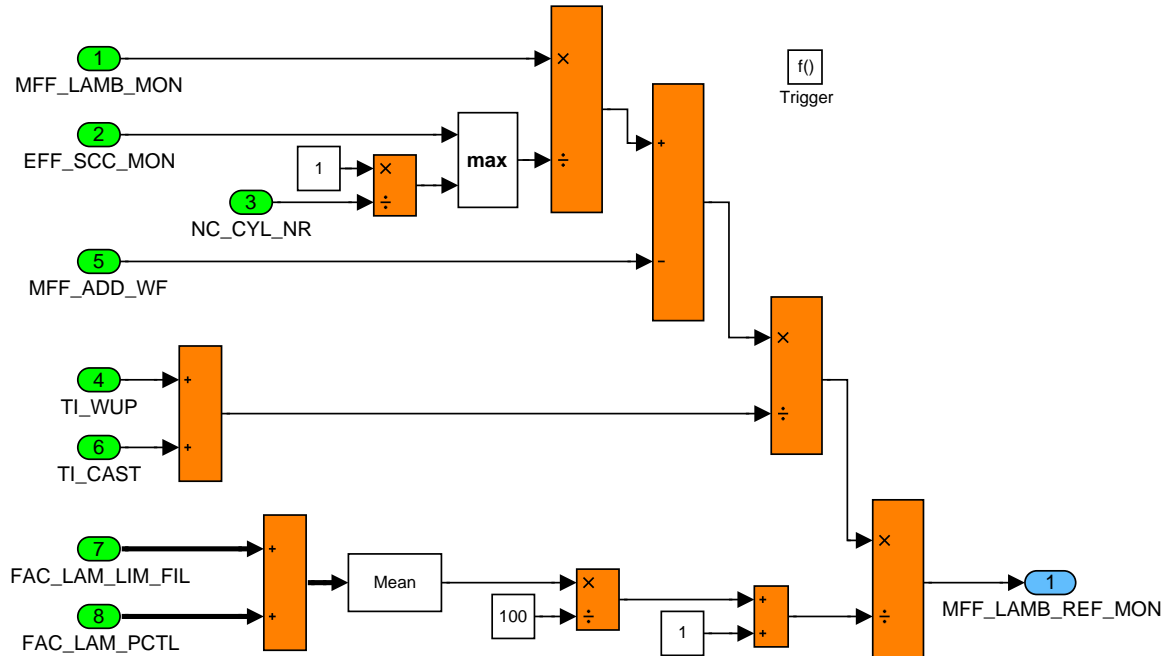 1
MFF_LAMB_MON
×
f()
Trigger
2
EFF_SCC_MON
+
max
÷
1
×
÷
3
NC_CYL_NR
5
MFF_ADD_WF
−
×
4
TI_WUP
+
÷
6
TI_CAST
+
7
FAC_LAM_LIM_FIL
+
×
Mean
×
1
MFF_LAMB_REF_MON
8
FAC_LAM_PCTL
+
100
÷
+
1
+
÷